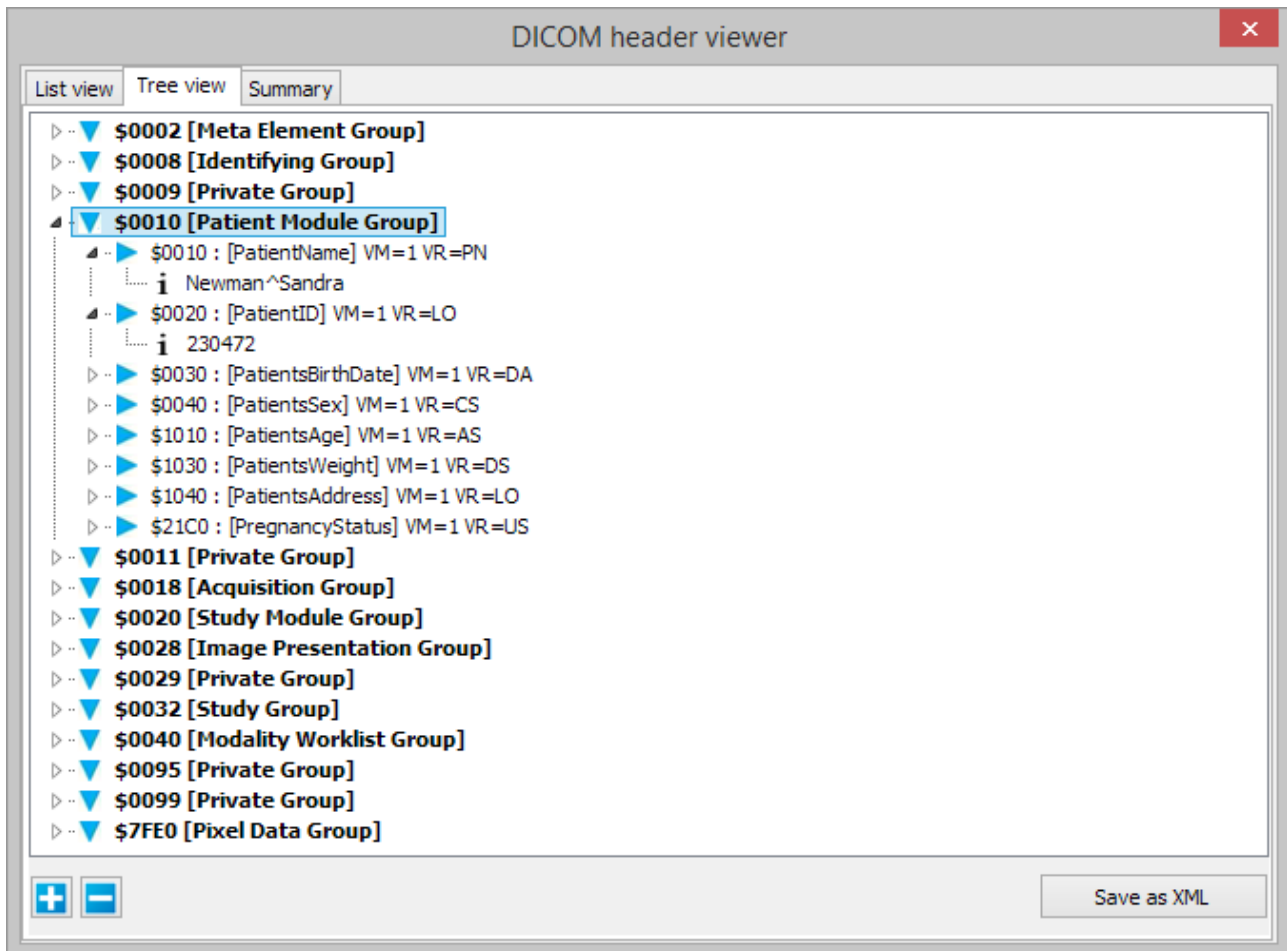 DICOM header viewer
List view Tree view Summary
$0002 [Meta Element Group]
$0008 [Identifying Group]
$0009 [Private Group]
$0010 [Patient Module Group]
$0010 : [PatientName] VM=1 VR=PN
i Newman^Sandra
$0020 : [PatientID] VM=1 VR=LO
i 230472
$0030 : [PatientsBirthDate] VM=1 VR=DA
$0040 : [PatientsSex] VM=1 VR=CS
$1010 : [PatientsAge] VM=1 VR=AS
$1030 : [PatientsWeight] VM=1 VR=DS
$1040 : [PatientsAddress] VM=1 VR=LO
$21C0 : [PregnancyStatus] VM=1 VR=US
$0011 [Private Group]
$0018 [Acquisition Group]
$0020 [Study Module Group]
$0028 [Image Presentation Group]
$0029 [Private Group]
$0032 [Study Group]
$0040 [Modality Worklist Group]
$0095 [Private Group]
$0099 [Private Group]
$7FE0 [Pixel Data Group]
Save as XML